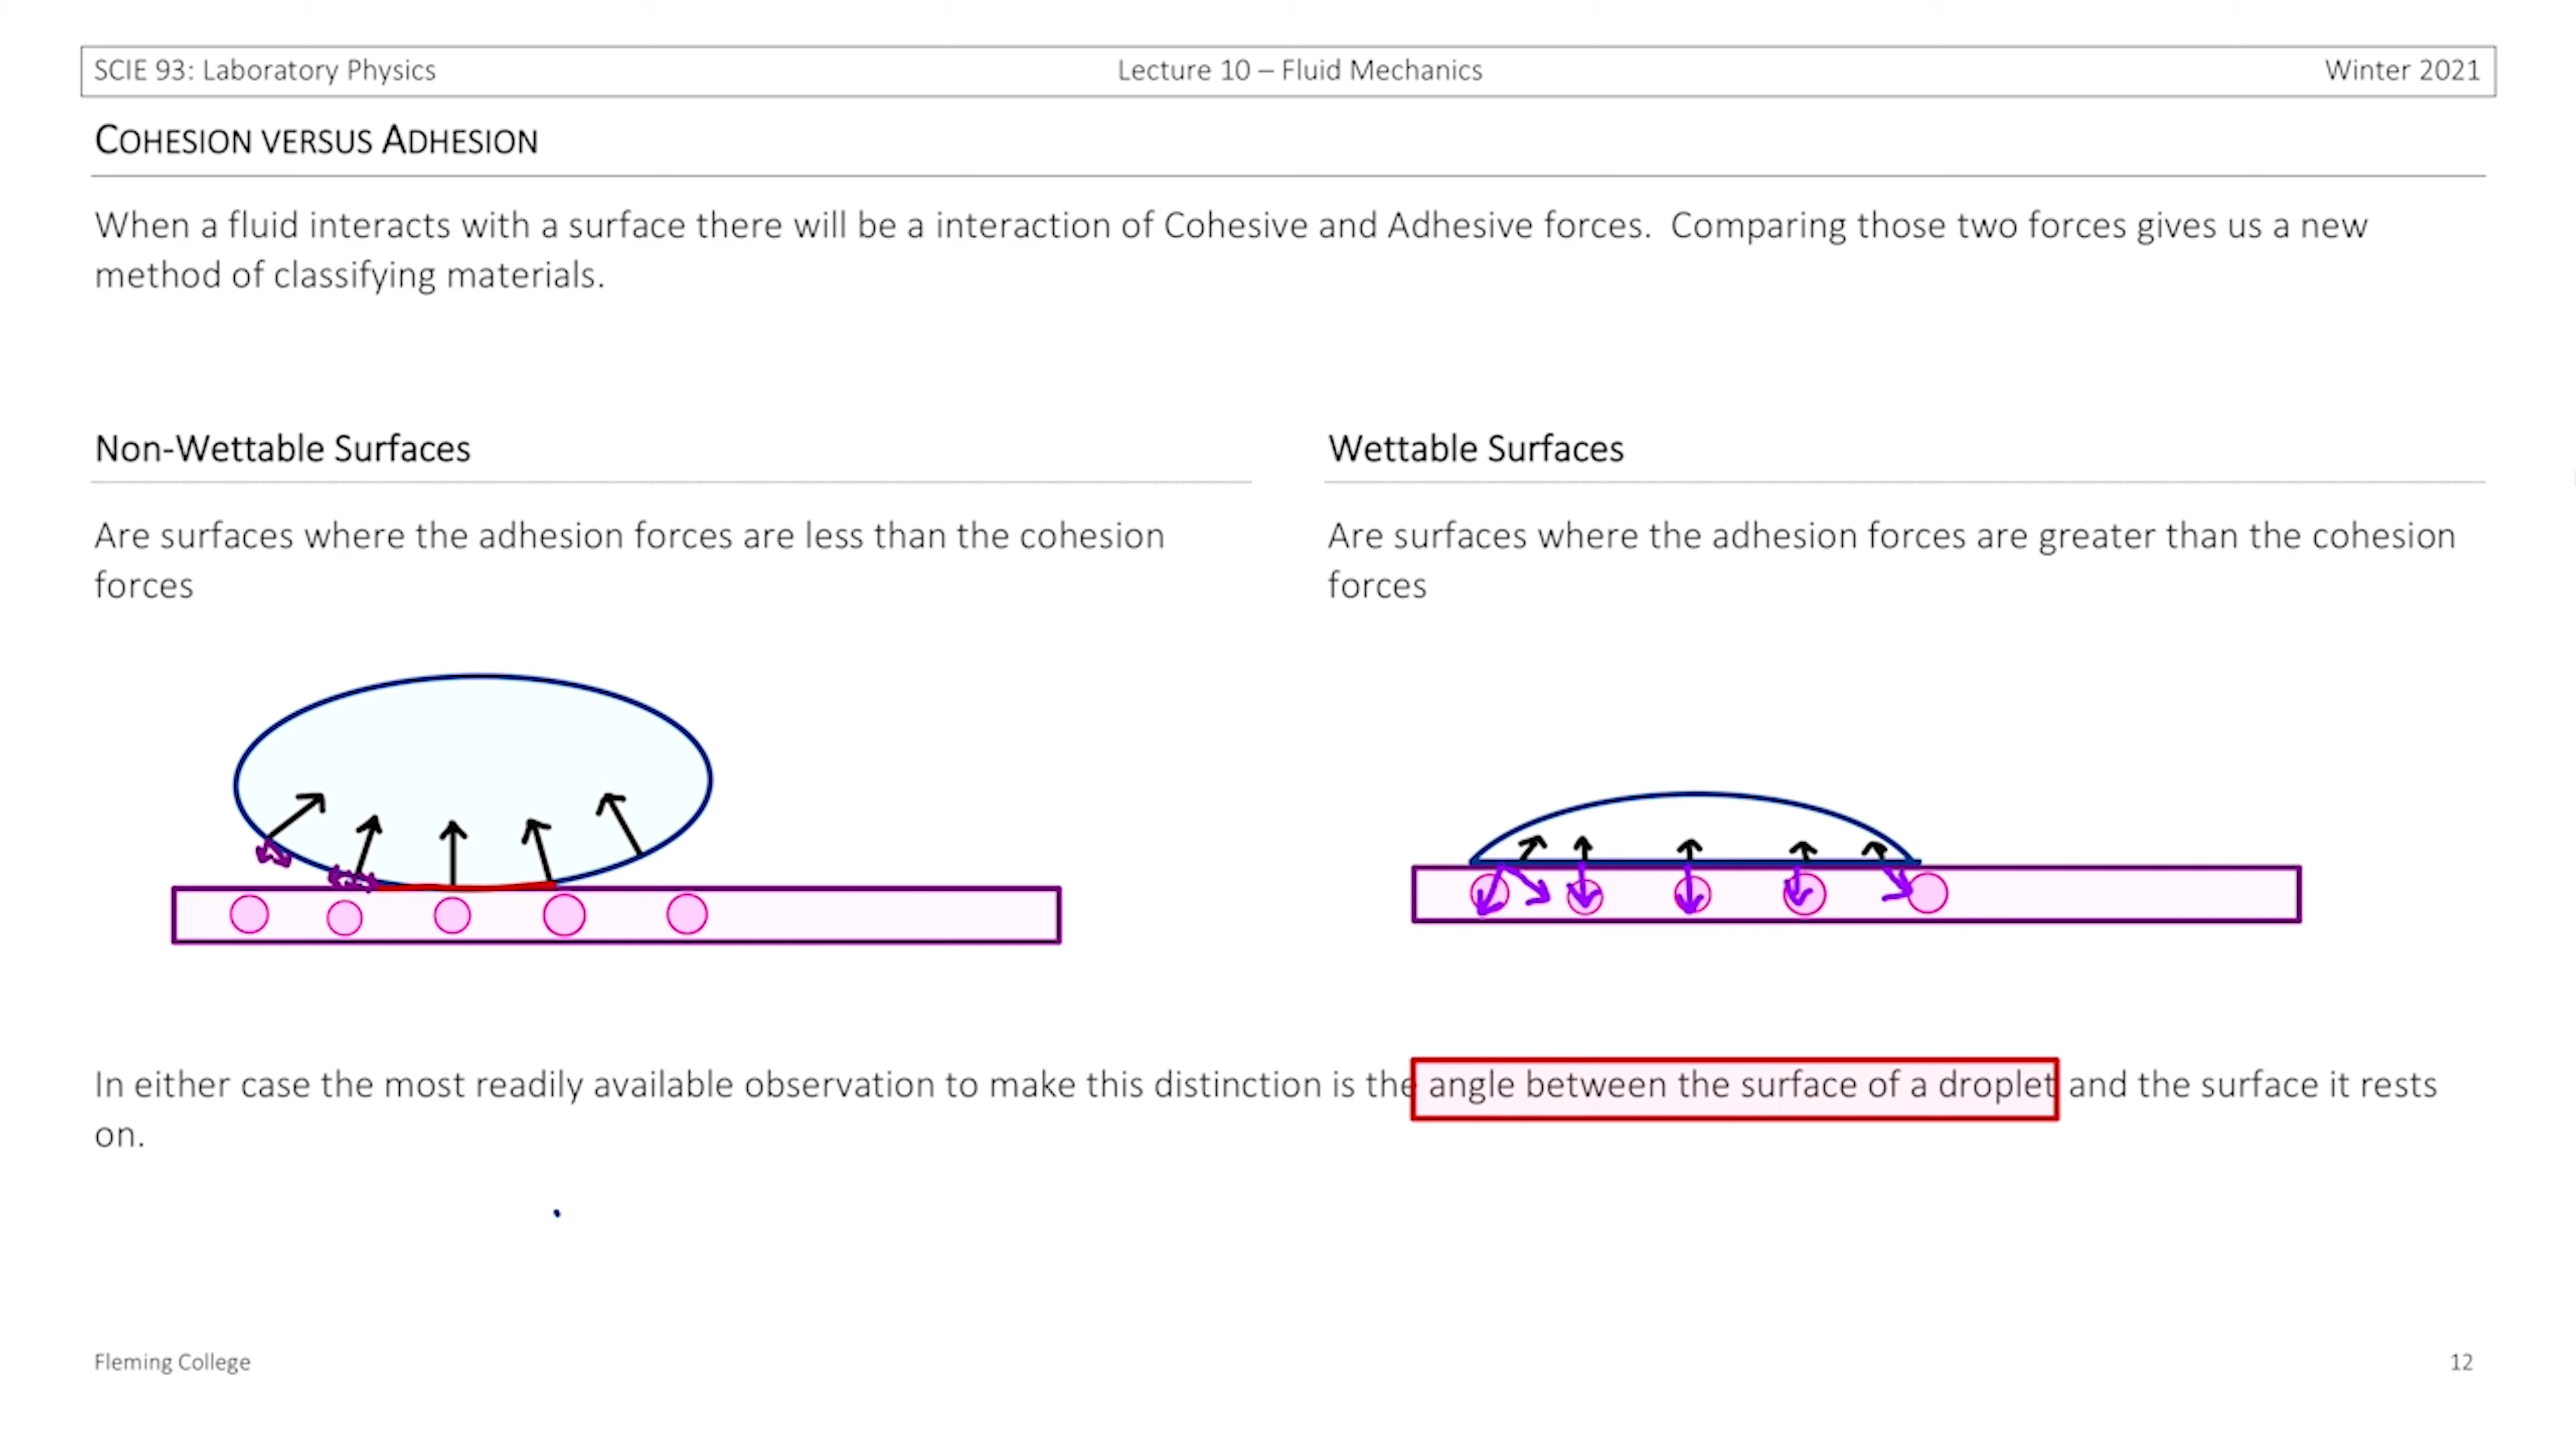 SCIE 93: Laboratory Physics Lecture 10 – Fluid Mechanics Winter 2021
COHESION VERSUS ADHESION
When a fluid interacts with a surface there will be a interaction of Cohesive and Adhesive forces. Comparing those two forces gives us a new
method of classifying materials.
Non-Wettable Surfaces
Are surfaces where the adhesion forces are less than the cohesion
forces
Wettable Surfaces
Are surfaces where the adhesion forces are greater than the cohesion
forces
In either case the most readily available observation to make this distinction is the angle between the surface of a droplet and the surface it rests
on.
Fleming College 12